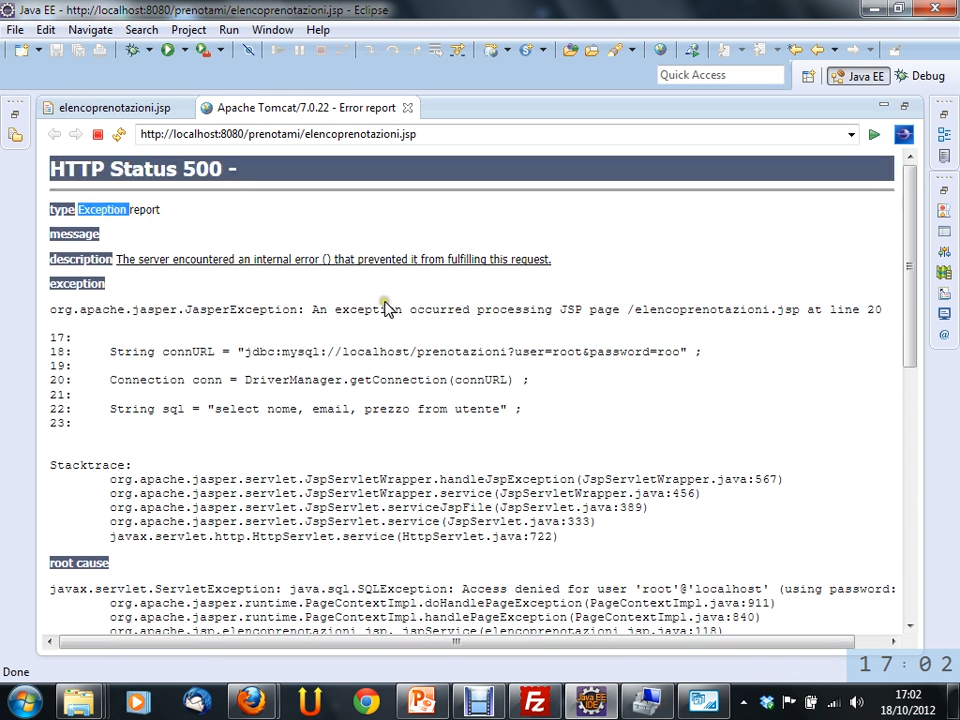 Java EE - http://localhost:8080/prenotami/elencoprenotazioni.jsp - Eclipse
File Edit Navigate Search Project Run Window Help
Quick Access
Java EE Debug
elencoprenotazioni.jsp Apache Tomcat/7.0.22 - Error report
http://localhost:8080/prenotami/elencoprenotazioni.jsp
HTTP Status 500 -
type Exception report
message
description The server encountered an internal error () that prevented it from fulfilling this request.
exception
org.apache.jasper.JasperException: An exception occurred processing JSP page /elencoprenotazioni.jsp at line 20
17:
18: String connURL = "jdbc:mysql://localhost/prenotazioni?user=root&password=roo" ;
19:
20: Connection conn = DriverManager.getConnection(connURL) ;
21:
22: String sql = "select nome, email, prezzo from utente" ;
23:
Stacktrace:
org.apache.jasper.servlet.JspServletWrapper.handleJspException(JspServletWrapper.java:567)
org.apache.jasper.servlet.JspServletWrapper.service(JspServletWrapper.java:456)
org.apache.jasper.servlet.JspServlet.serviceJspFile(JspServlet.java:389)
org.apache.jasper.servlet.JspServlet.service(JspServlet.java:333)
javax.servlet.http.HttpServlet.service(HttpServlet.java:722)
root cause
javax.servlet.ServletException: java.sql.SQLException: Access denied for user 'root'@'localhost' (using password:
org.apache.jasper.runtime.PageContextImpl.doHandlePageException(PageContextImpl.java:911)
org.apache.jasper.runtime.PageContextImpl.handlePageException(PageContextImpl.java:840)
org.apache.jsp.elencoprenotazioni_jsp._jspService(elencoprenotazioni_jsp.java:118)
Done
17:02
17:02
18/10/2012